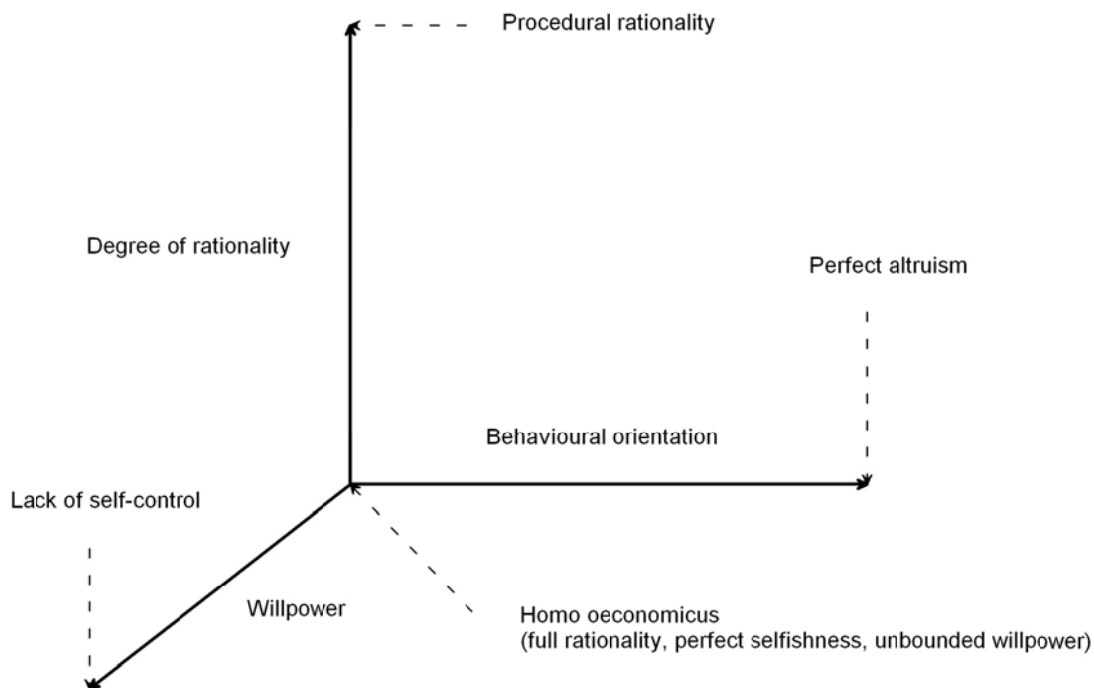 Procedural rationality
Degree of rationality
Perfect altruism
Behavioural orientation
Lack of self-control
Willpower
Homo oeconomicus
(full rationality, perfect selfishness, unbounded willpower)